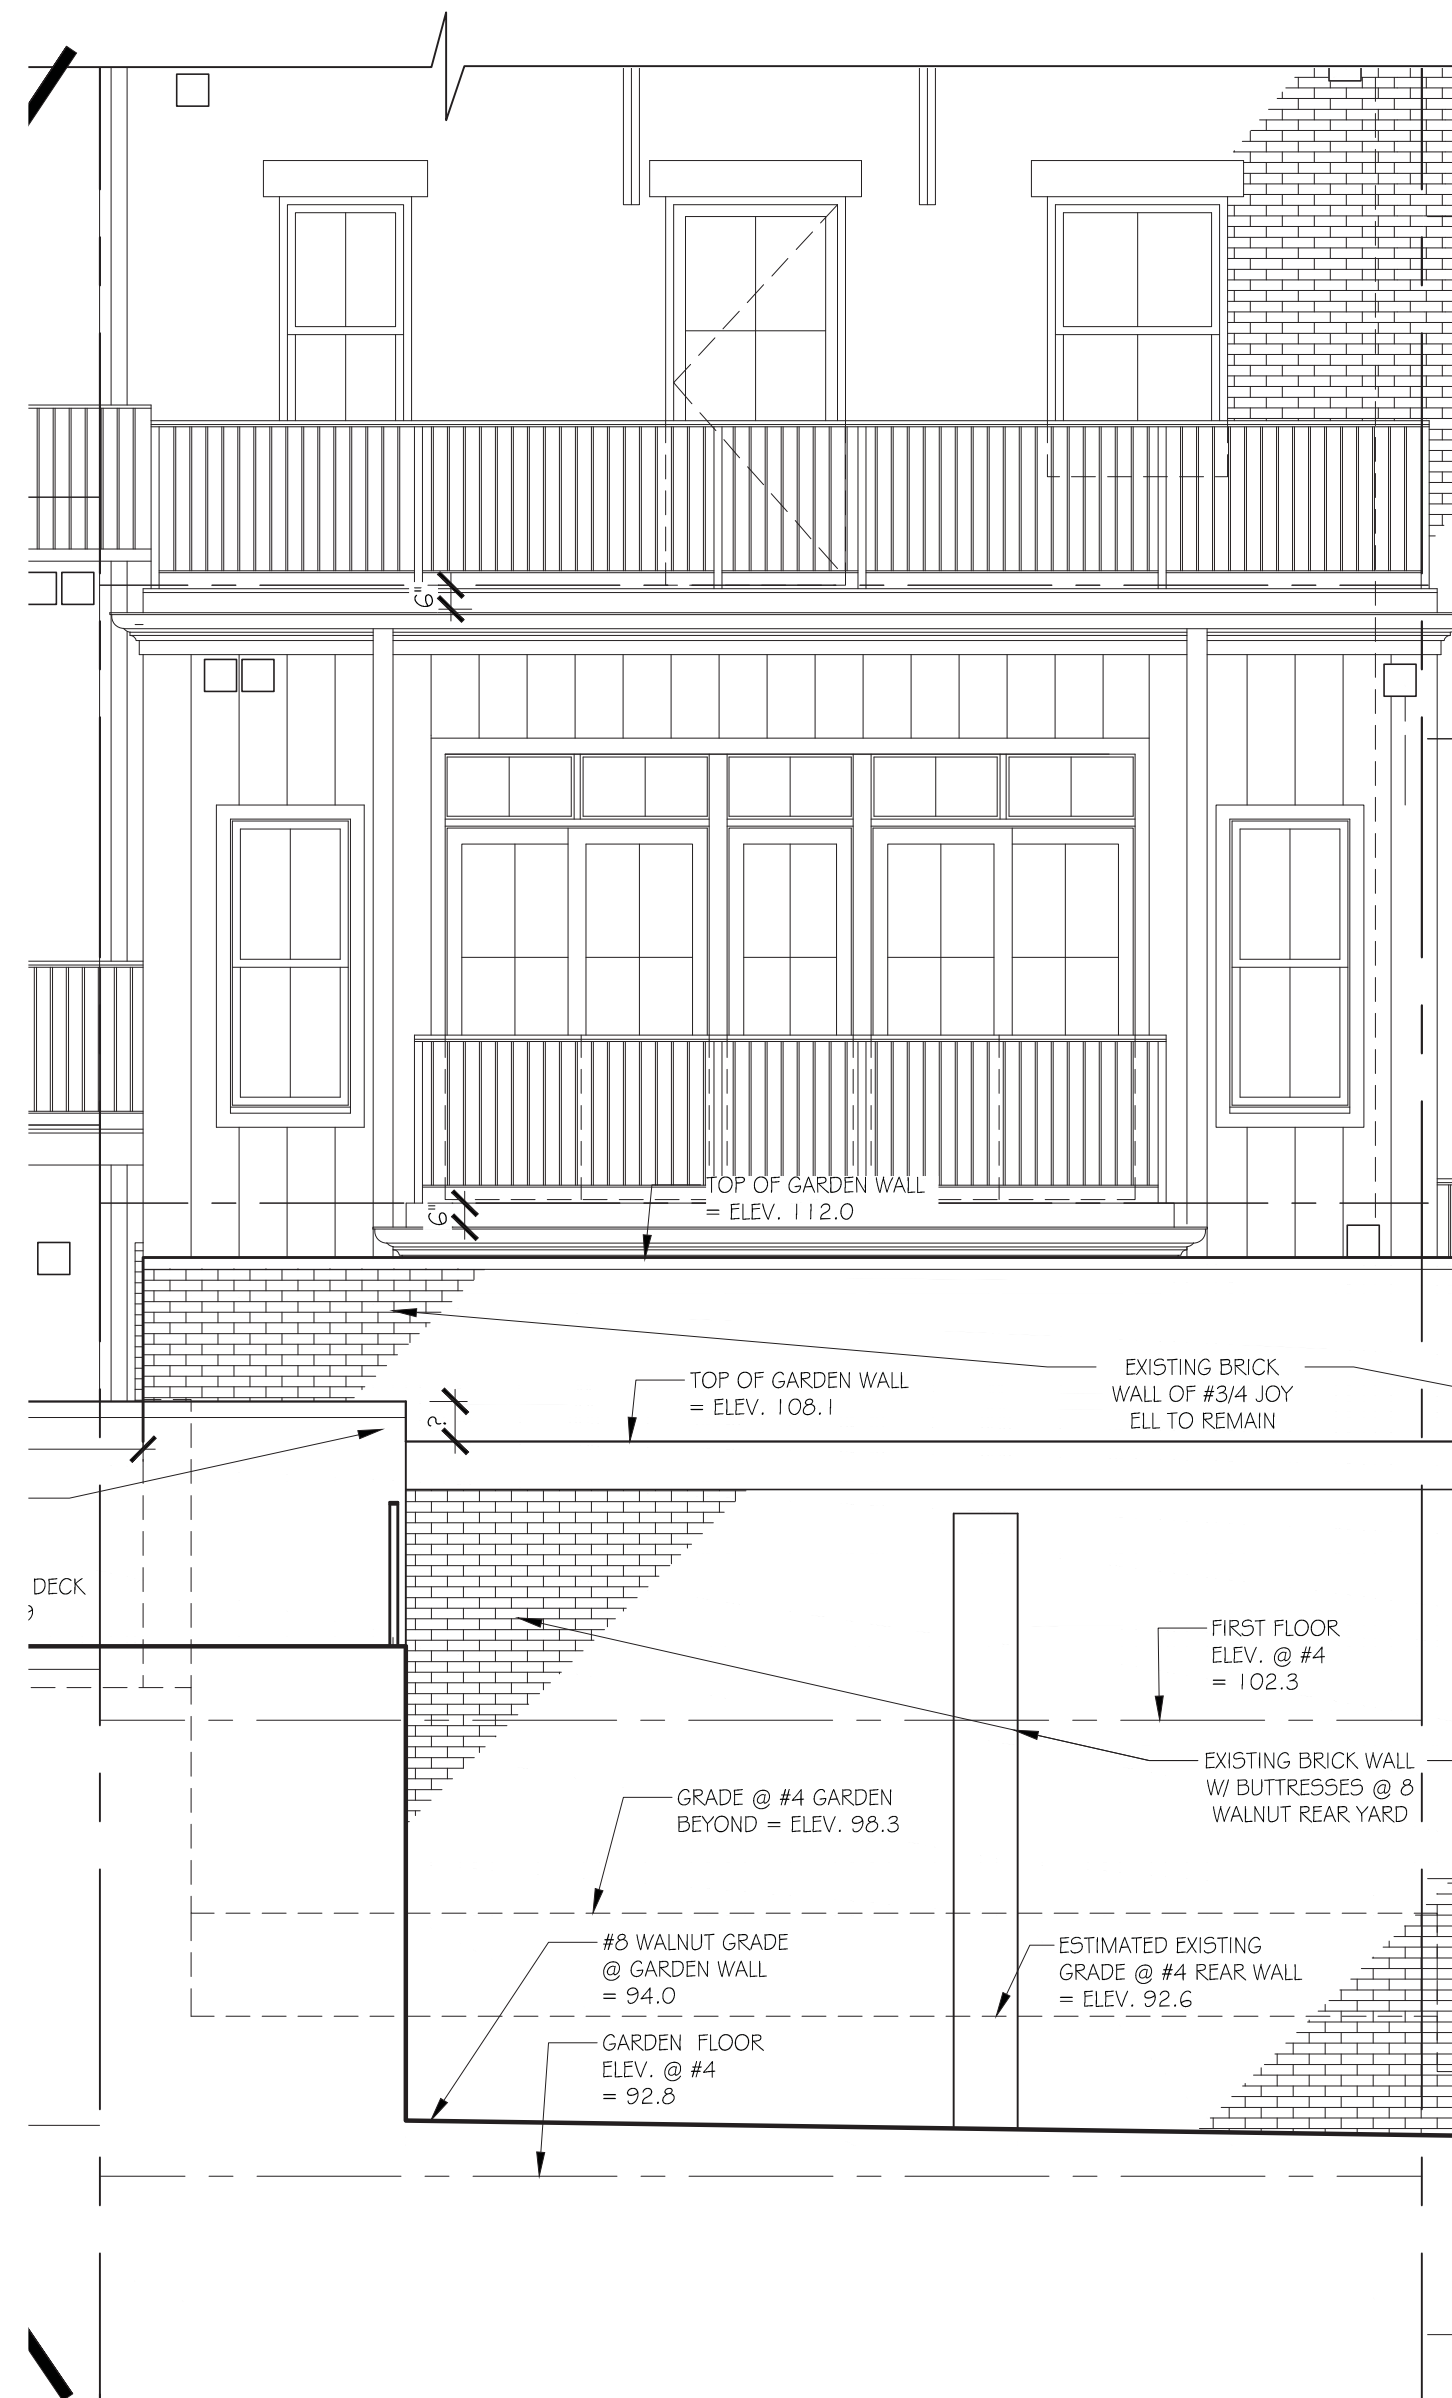 6"
6"
TOP OF GARDEN WALL
= ELEV. 112.0
EXISTING BRICK
WALL OF #3/4 JOY
ELL TO REMAIN
TOP OF GARDEN WALL
= ELEV. 108.1
?
DECK
FIRST FLOOR
ELEV. @ #4
= 102.3
EXISTING BRICK WALL
W/ BUTTRESSES @ 8
WALNUT REAR YARD
GRADE @ #4 GARDEN
BEYOND = ELEV. 98.3
#8 WALNUT GRADE
@ GARDEN WALL
= 94.0
ESTIMATED EXISTING
GRADE @ #4 REAR WALL
= ELEV. 92.6
GARDEN FLOOR
ELEV. @ #4
= 92.8